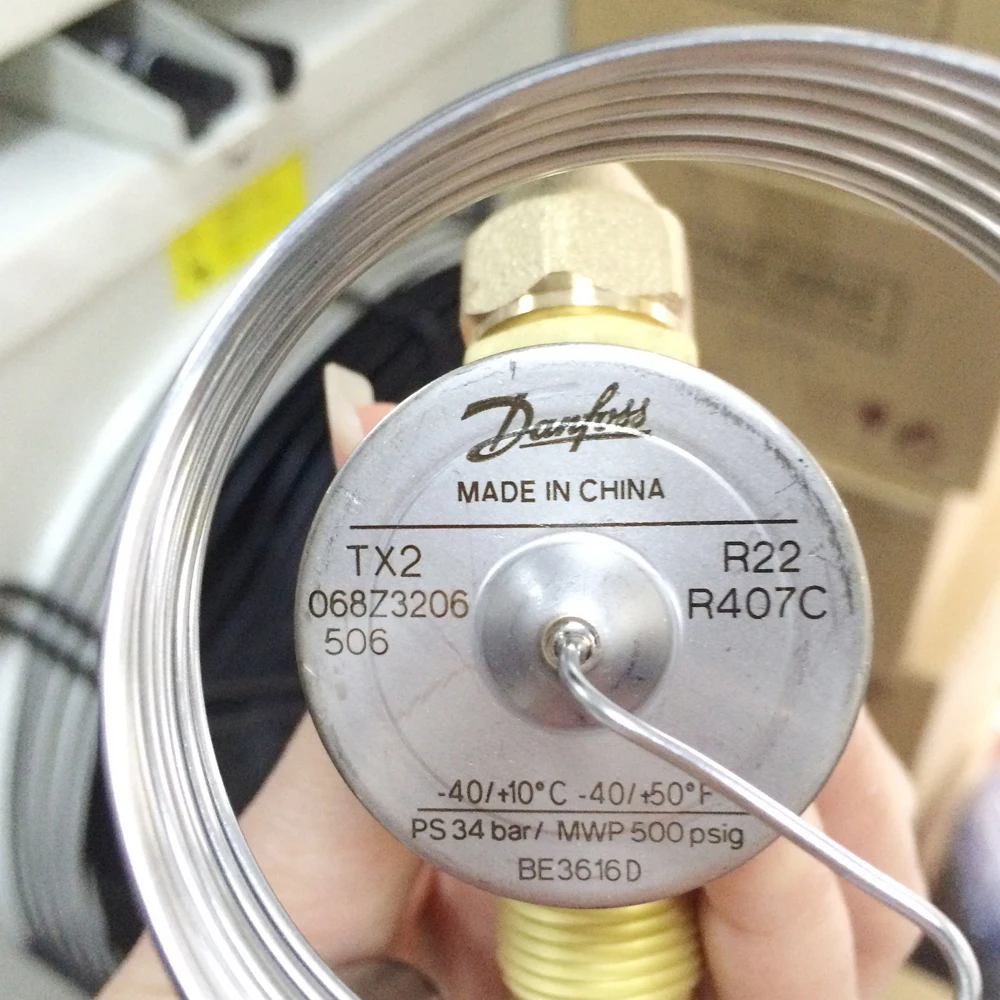 Danfoss
MADE IN CHINA
TX2
068Z3206
506
R22
R407C
-40/+10°C -40/+50°F
PS 34 bar/ MWP 500 psig
BE3616D